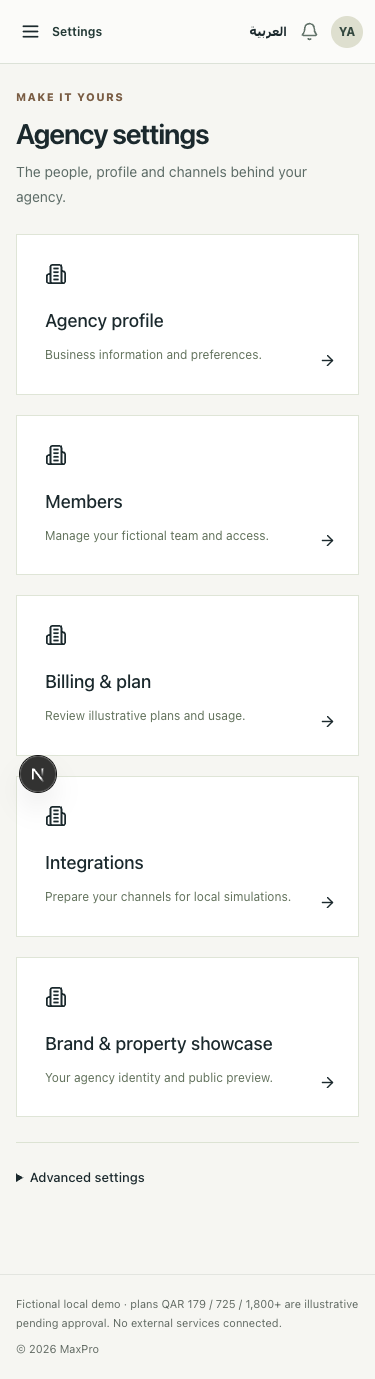 Settings
العربية
YA
MAKE IT YOURS
Agency settings
The people, profile and channels behind your
agency.
Agency profile
Business information and preferences.
Members
Manage your fictional team and access.
Billing & plan
Review illustrative plans and usage.
N
Integrations
Prepare your channels for local simulations.
Brand & property showcase
Your agency identity and public preview.
Advanced settings
Fictional local demo · plans QAR 179 / 725 / 1,800+ are illustrative
pending approval. No external services connected.
© 2026 MaxPro